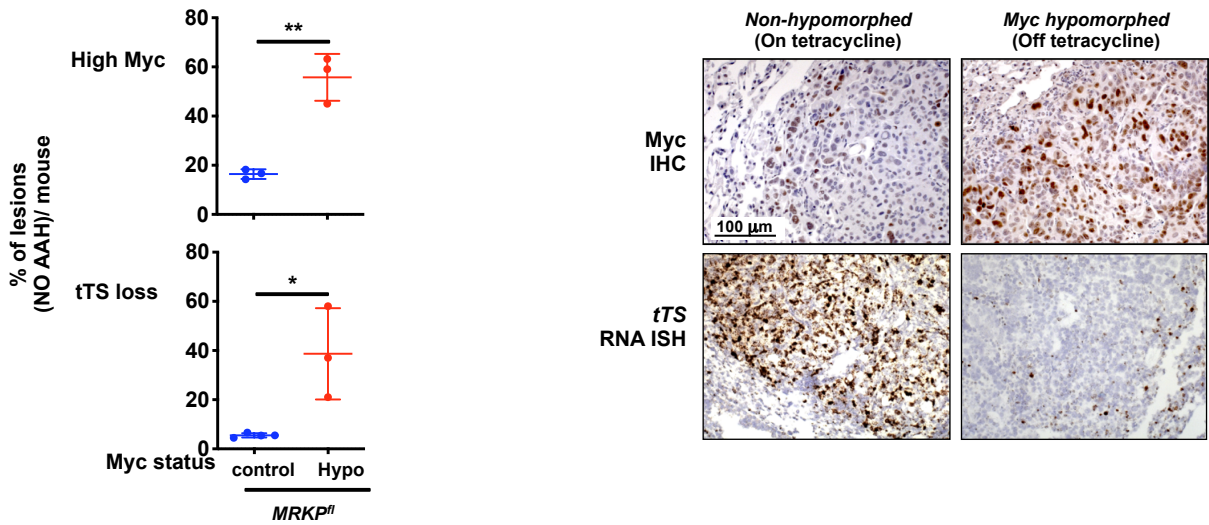 80
60
40
20
0
High Myc
**
% of lesions
(NO AAH)/ mouse
80
60
40
20
0
tTS loss
*
Myc status
control
Hypo
MRKPfl
Non-hypomorphed
(On tetracycline)
Myc hypomorphed
(Off tetracycline)
Myc
IHC
100 μm
tTS
RNA ISH